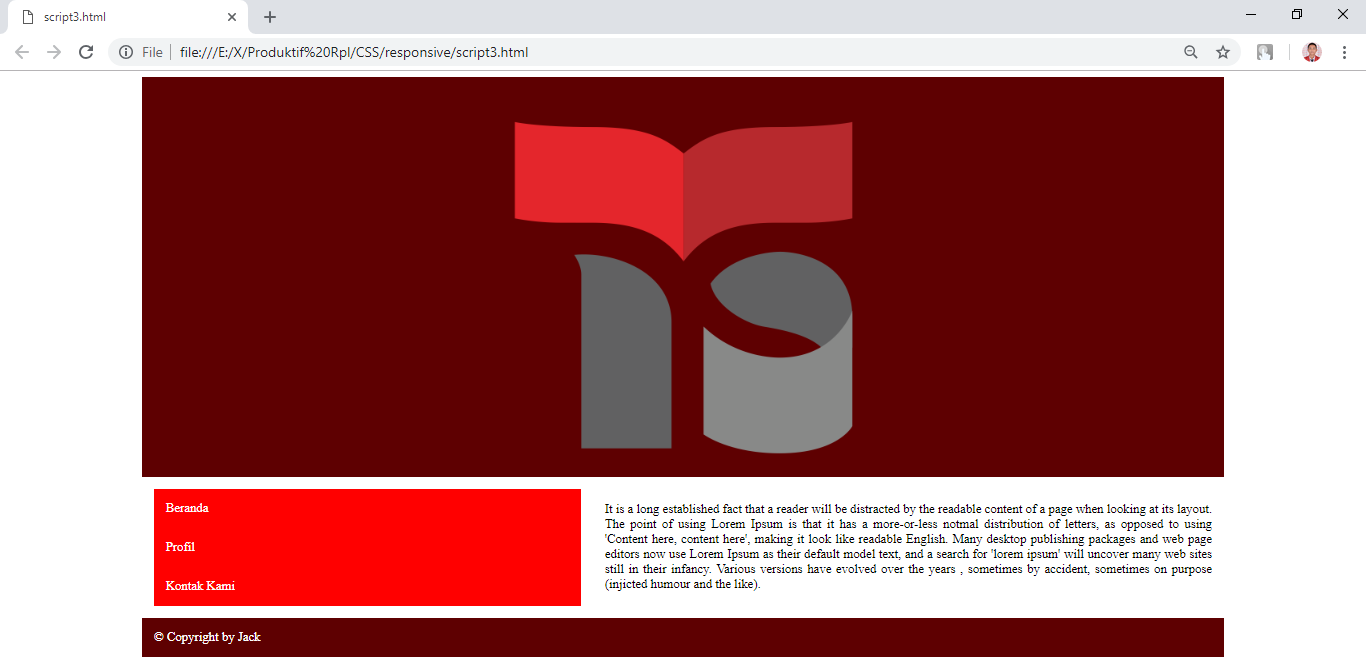 script3.html
File
file:///E:/X/Produktif%20Rpl/CSS/responsive/script3.html
Beranda
Profil
Kontak Kami
It is a long established fact that a reader will be distracted by the readable content of a page when looking at its layout.
The point of using Lorem Ipsum is that it has a more-or-less notmal distribution of letters, as opposed to using
'Content here, content here', making it look like readable English. Many desktop publishing packages and web page
editors now use Lorem Ipsum as their default model text, and a search for 'lorem ipsum' will uncover many web sites
still in their infancy. Various versions have evolved over the years , sometimes by accident, sometimes on purpose
(injicted humour and the like).
© Copyright by Jack